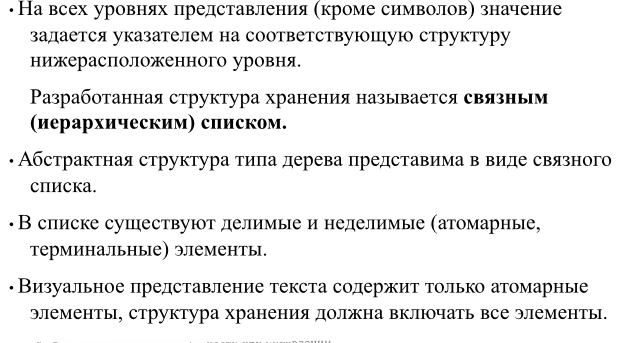 • На всех уровнях представления (кроме символов) значение
задается указателем на соответствующую структуру
нижерасположенного уровня.
Разработанная структура хранения называется связным
(иерархическим) списком.
• Абстрактная структура типа дерева представима в виде связного
списка.
• В списке существуют делимые и неделимые (атомарные,
терминальные) элементы.
• Визуальное представление текста содержит только атомарные
элементы, структура хранения должна включать все элементы.